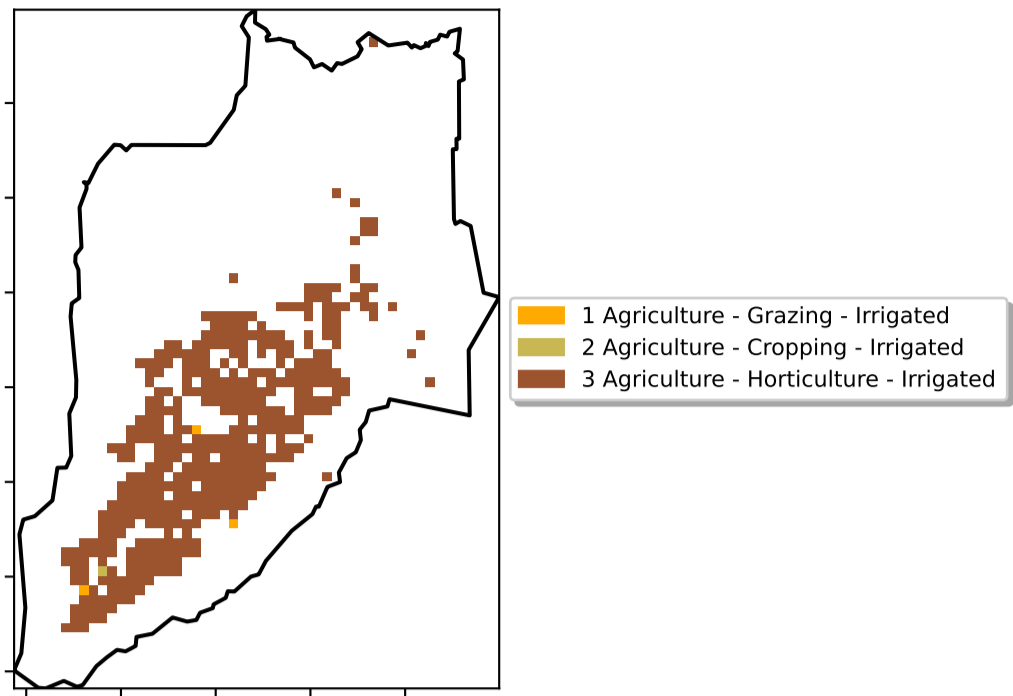 1 Agriculture - Grazing - Irrigated
2 Agriculture - Cropping - Irrigated
3 Agriculture - Horticulture - Irrigated